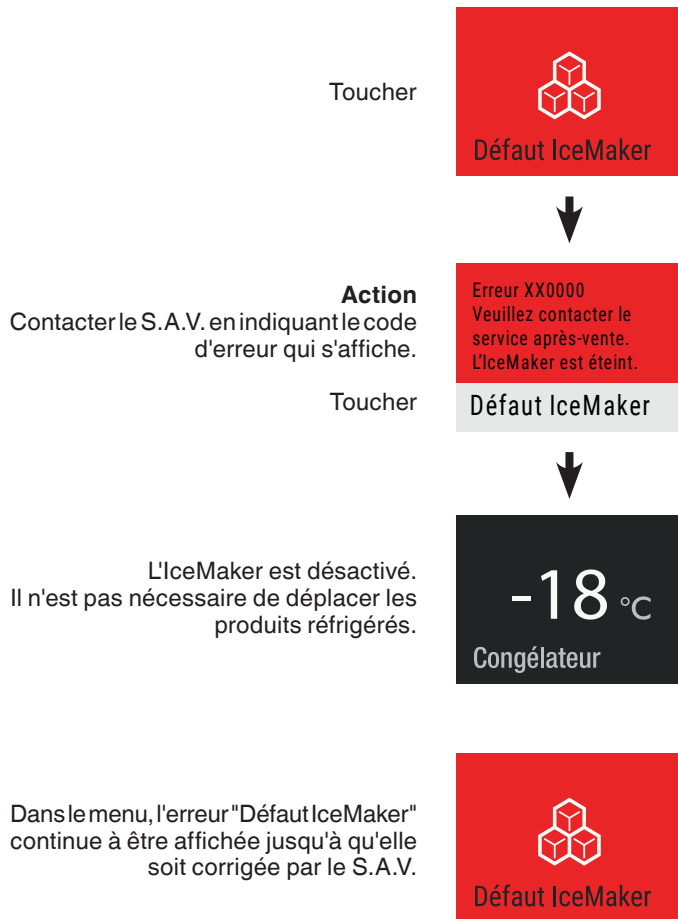 Toucher
Défaut IceMaker
Action
Contacter le S.A.V. en indiquant le code
d'erreur qui s'affiche.
Toucher
Erreur XX0000
Veuillez contacter le
service après-vente.
L'IceMaker est éteint.
Défaut IceMaker
L'IceMaker est désactivé.
Il n'est pas nécessaire de déplacer les
produits réfrigérés.
-18 °C
Congélateur
Dans le menu, l'erreur "Défaut IceMaker"
continue à être affichée jusqu'à qu'elle
soit corrigée par le S.A.V.
Défaut IceMaker